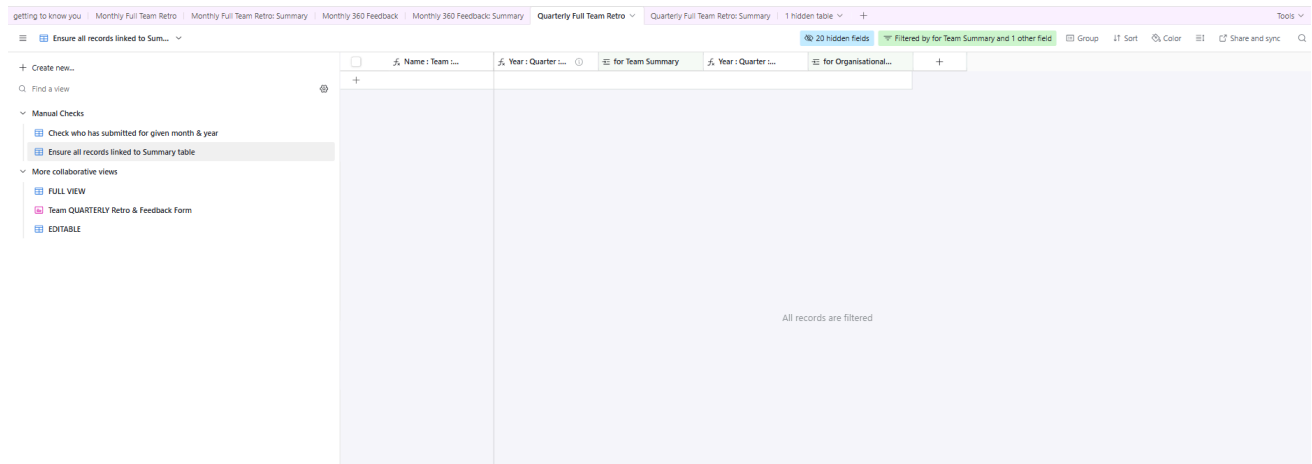 getting to know you Monthly Full Team Retro Monthly Full Team Retro: Summary Monthly 360 Feedback Monthly 360 Feedback: Summary Quarterly Full Team Retro Quarterly Full Team Retro: Summary 1 hidden table Tools
Ensure all records linked to Sum... 20 hidden fields Filtered by for Team Summary and 1 other field Group Sort Color Share and sync
Create new...
Find a view
Manual Checks
Check who has submitted for given month & year
Ensure all records linked to Summary table
More collaborative views
FULL VIEW
Team QUARTERLY Retro & Feedback Form
EDITABLE
Name : Team :... Year : Quarter :... for Team Summary Year : Quarter :... for Organisational...
All records are filtered